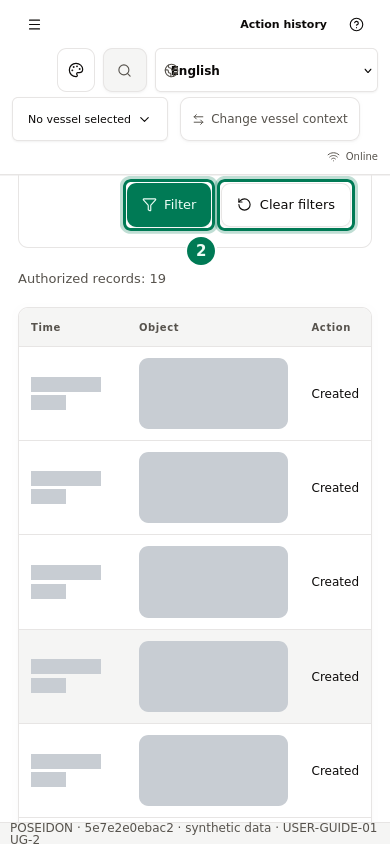 Action history
English
No vessel selected
Change vessel context
Online
Filter
Clear filters
2
Authorized records: 19
Time Object Action
Created
Created
Created
Created
Created
POSEIDON · 5e7e2e0ebac2 · synthetic data · USER-GUIDE-01
UG-2